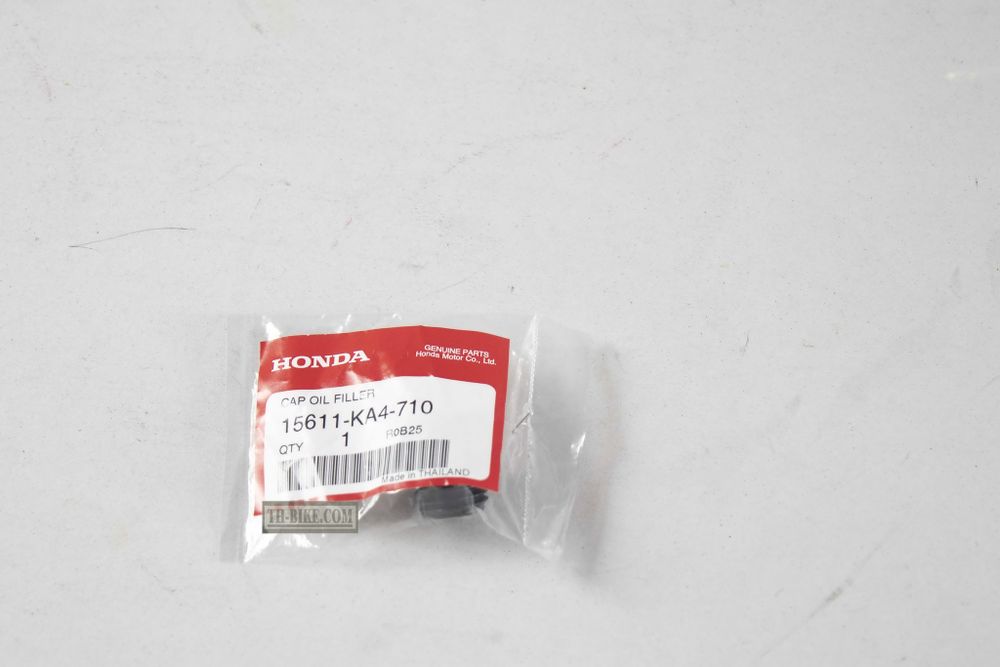 HONDA
GENUINE PARTS
Honda Motor Co., Ltd.
CAP OIL FILLER
15611-KA4-710
QTY 1 R0B25
Made in THAILAND
TH-BIKE.COM